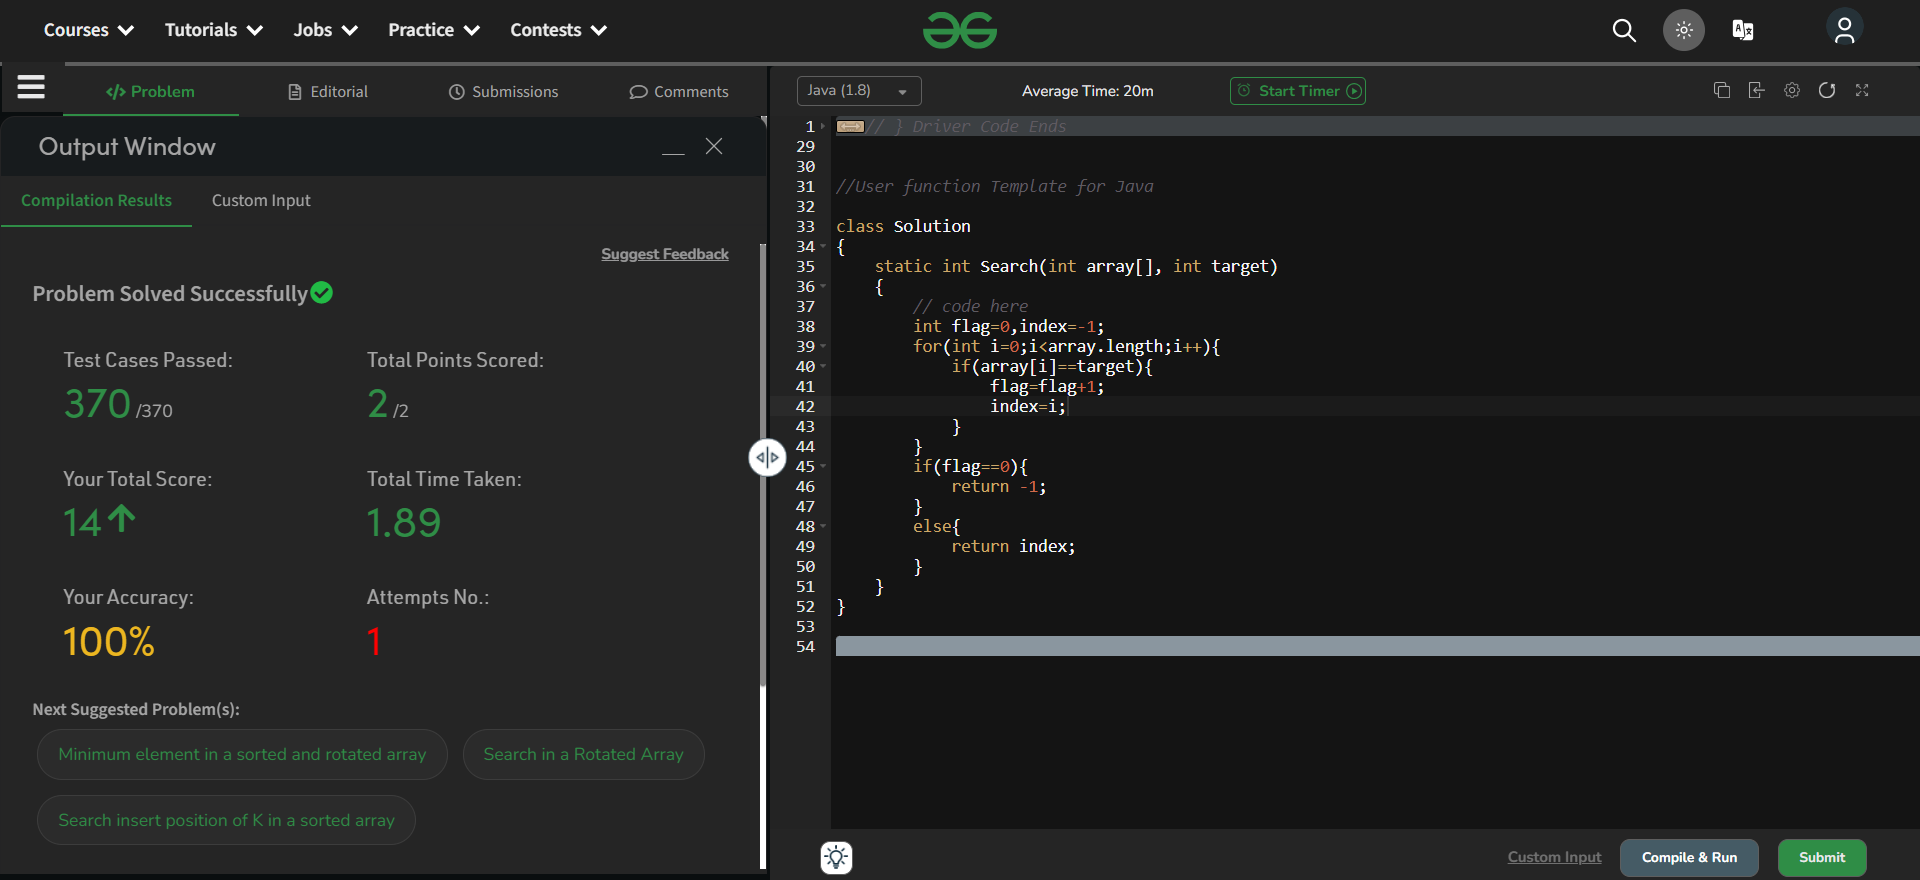 Courses Tutorials Jobs Practice Contests
</> Problem Editorial Submissions Comments
Output Window
Compilation Results Custom Input
Suggest Feedback
Problem Solved Successfully
Test Cases Passed: Total Points Scored:
370 /370 2 /2
Your Total Score: Total Time Taken:
14 1.89
Your Accuracy: Attempts No.:
100% 1
Next Suggested Problem(s):
Minimum element in a sorted and rotated array Search in a Rotated Array
Search insert position of K in a sorted array
Java (1.8) Average Time: 20m Start Timer
1 // } Driver Code Ends
29
30
31 //User function Template for Java
32
33 class Solution
34 {
35 static int Search(int array[], int target)
36 {
37 // code here
38 int flag=0,index=-1;
39 for(int i=0;i<array.length;i++){
40 if(array[i]==target){
41 flag=flag+1;
42 index=i;
43 }
44 }
45 if(flag==0){
46 return -1;
47 }
48 else{
49 return index;
50 }
51 }
52 }
53
54
Custom Input Compile & Run Submit